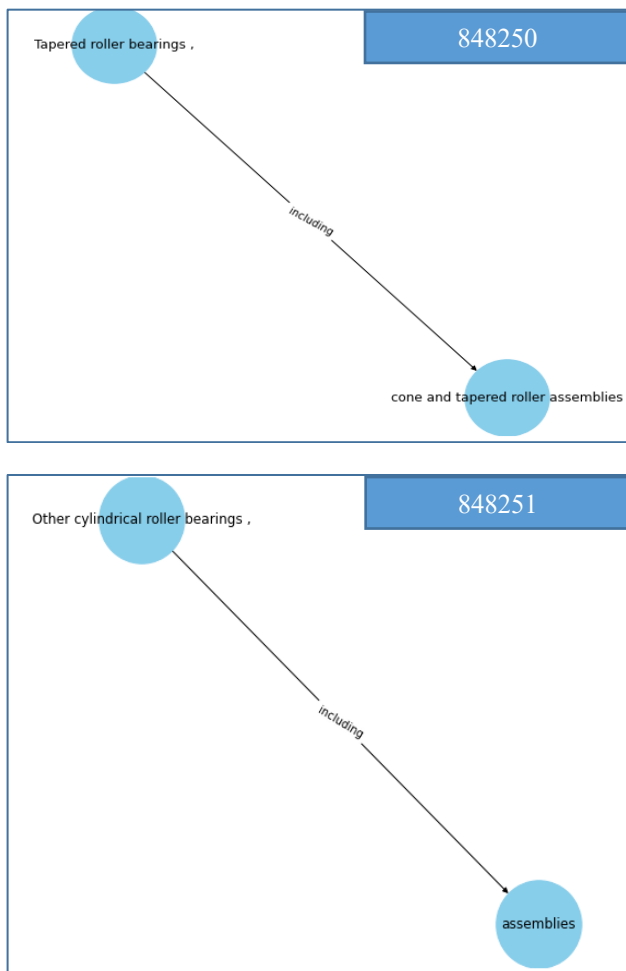 Tapered roller bearings ,
848250
including
cone and tapered roller assemblies
848251
Other cylindrical roller bearings ,
including
assemblies